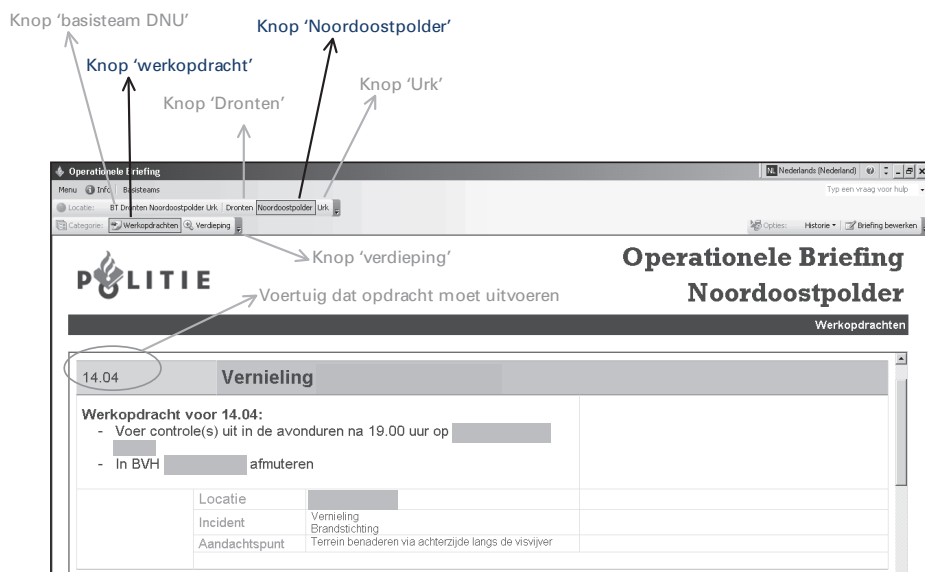 Knop ‘basisteam DNU’
Knop ‘Noordoostpolder’
Knop ‘werkopdracht’
Knop ‘Urk’
Knop ‘Dronten’
Operationele Briefing
NL Nederlands (Nederland)
Menu Info Basisteams
Typ een vraag voor hulp
Locatie: BT Dronten Noordoostpolder Urk Dronten Noordoostpolder Urk
Categorie: Werkopdrachten Verdieping
Opties: Historie Briefing bewerken
Knop ‘verdieping’
POLITIE
Operationele Briefing
Noordoostpolder
Voertuig dat opdracht moet uitvoeren
Werkopdrachten
14.04 Vernieling
Werkopdracht voor 14.04:
- Voer controle(s) uit in de avonduren na 19.00 uur op
- In BVH afmuteren
Locatie
Incident Vernieling
Brandstichting
Aandachtspunt Terrein benaderen via achterzijde langs de visvijver